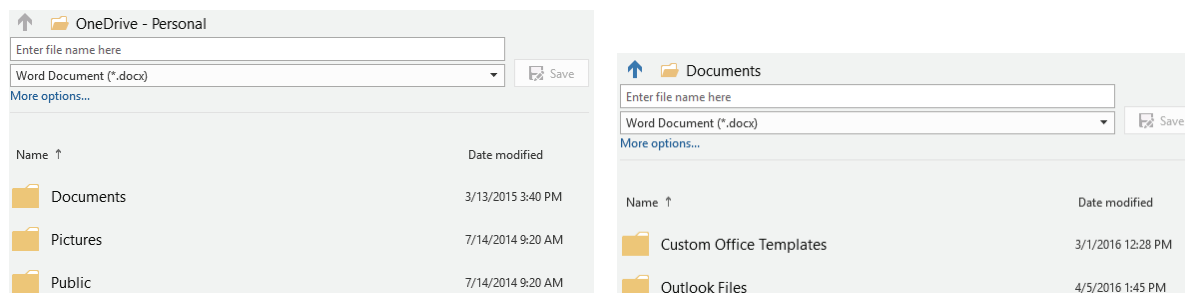 OneDrive - Personal
Enter file name here
Word Document (*.docx)
Save
More options...
Name ↑ Date modified
Documents 3/13/2015 3:40 PM
Pictures 7/14/2014 9:20 AM
Public 7/14/2014 9:20 AM
Documents
Enter file name here
Word Document (*.docx)
Save
More options...
Name ↑ Date modified
Custom Office Templates 3/1/2016 12:28 PM
Outlook Files 4/5/2016 1:45 PM